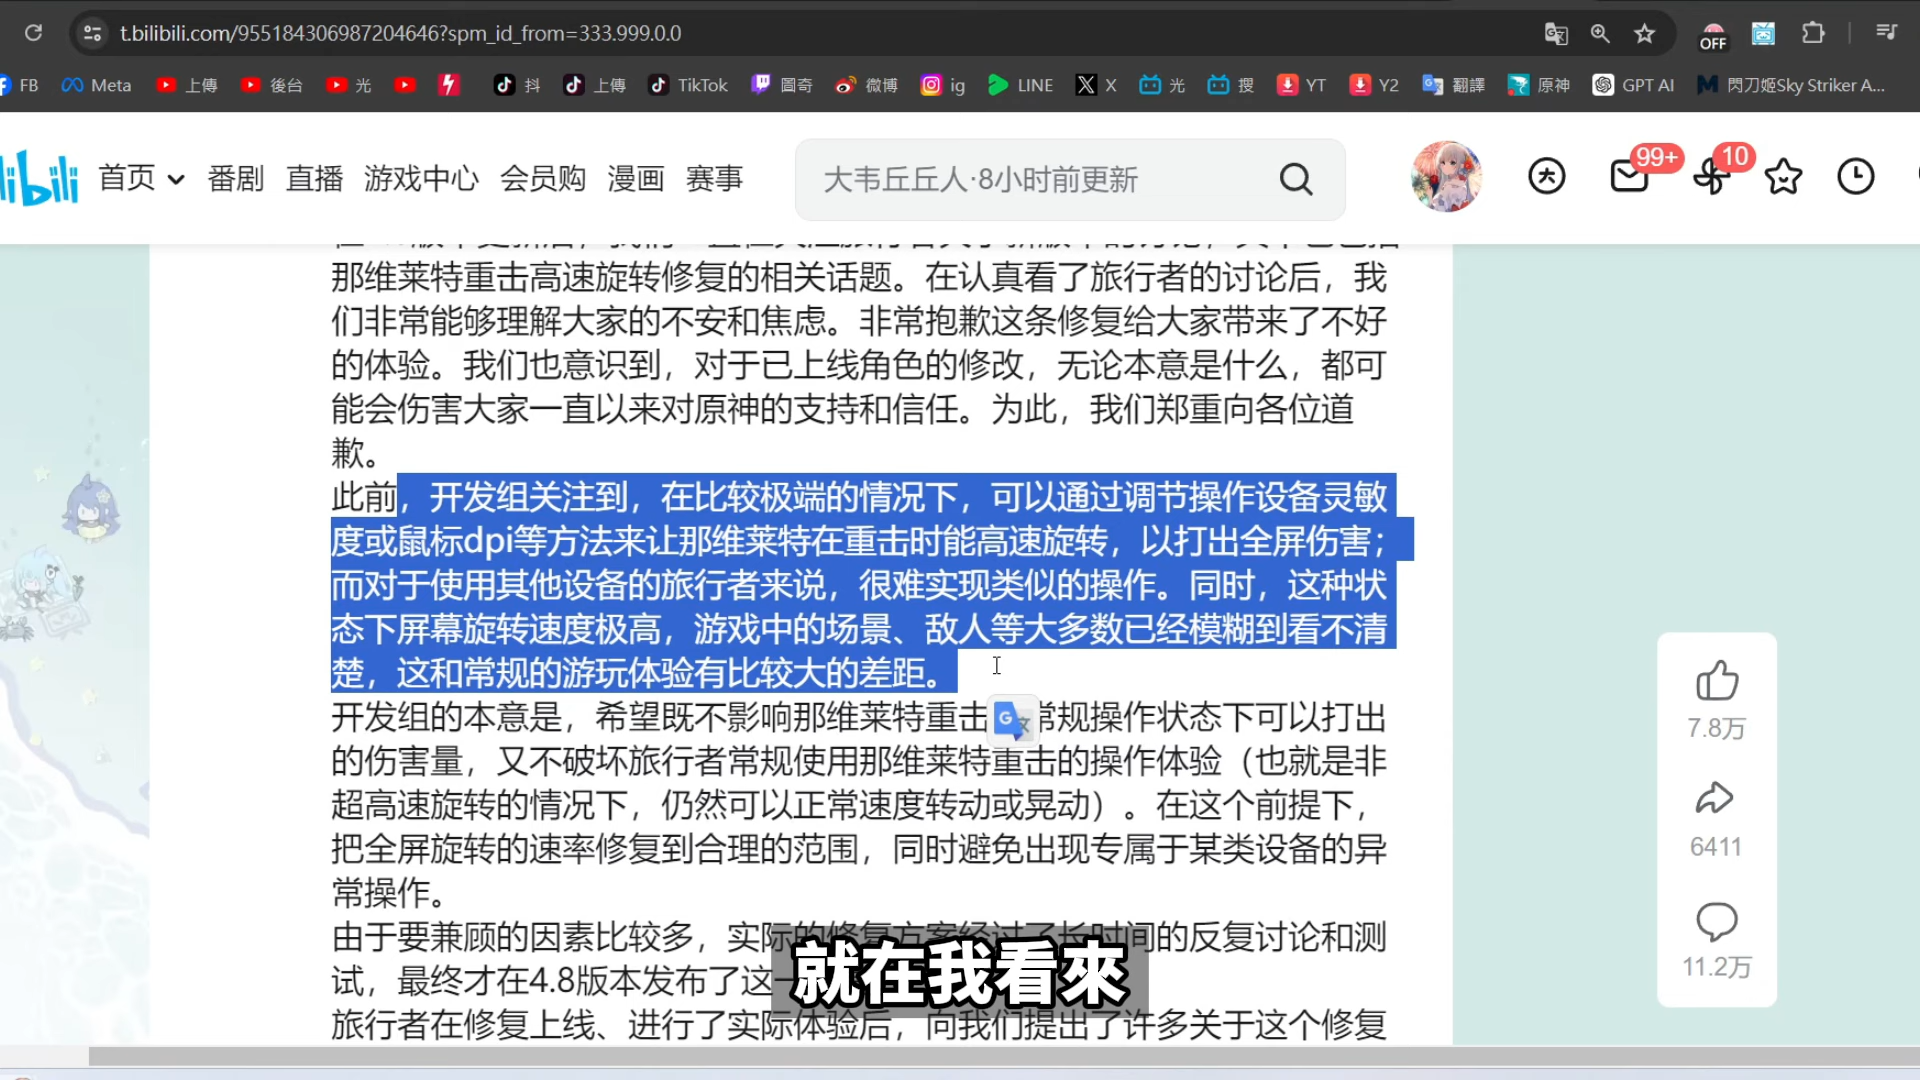 t.bilibili.com/955184306987204646?spm_id_from=333.999.0.0
OFF
FB Meta 上傳 後台 光 抖 上傳 TikTok 圖奇 微博 ig LINE X 光 搜 YT Y2 翻譯 原神 GPT AI 閃刀姬Sky Striker A...
libili 首页 番剧 直播 游戏中心 会员购 漫画 赛事 大韦丘丘人·8小时前更新 99+ 10
那维莱特重击高速旋转修复的相关话题。在认真看了旅行者的讨论后，我
们非常能够理解大家的不安和焦虑。非常抱歉这条修复给大家带来了不好
的体验。我们也意识到，对于已上线角色的修改，无论本意是什么，都可
能会伤害大家一直以来对原神的支持和信任。为此，我们郑重向各位道
歉。
此前，开发组关注到，在比较极端的情况下，可以通过调节操作设备灵敏
度或鼠标dpi等方法来让那维莱特在重击时能高速旋转，以打出全屏伤害；
而对于使用其他设备的旅行者来说，很难实现类似的操作。同时，这种状
态下屏幕旋转速度极高，游戏中的场景、敌人等大多数已经模糊到看不清
楚，这和常规的游玩体验有比较大的差距。
开发组的本意是，希望既不影响那维莱特重击 常规操作状态下可以打出
的伤害量，又不破坏旅行者常规使用那维莱特重击的操作体验（也就是非
超高速旋转的情况下，仍然可以正常速度转动或晃动）。在这个前提下，
把全屏旋转的速率修复到合理的范围，同时避免出现专属于某类设备的异
常操作。
由于要兼顾的因素比较多，实际的修复方案经过了长时间的反复讨论和测
试，最终才在4.8版本发布了这一
旅行者在修复上线、进行了实际体验后，向我们提出了许多关于这个修复
就在我看來
7.8万
6411
11.2万